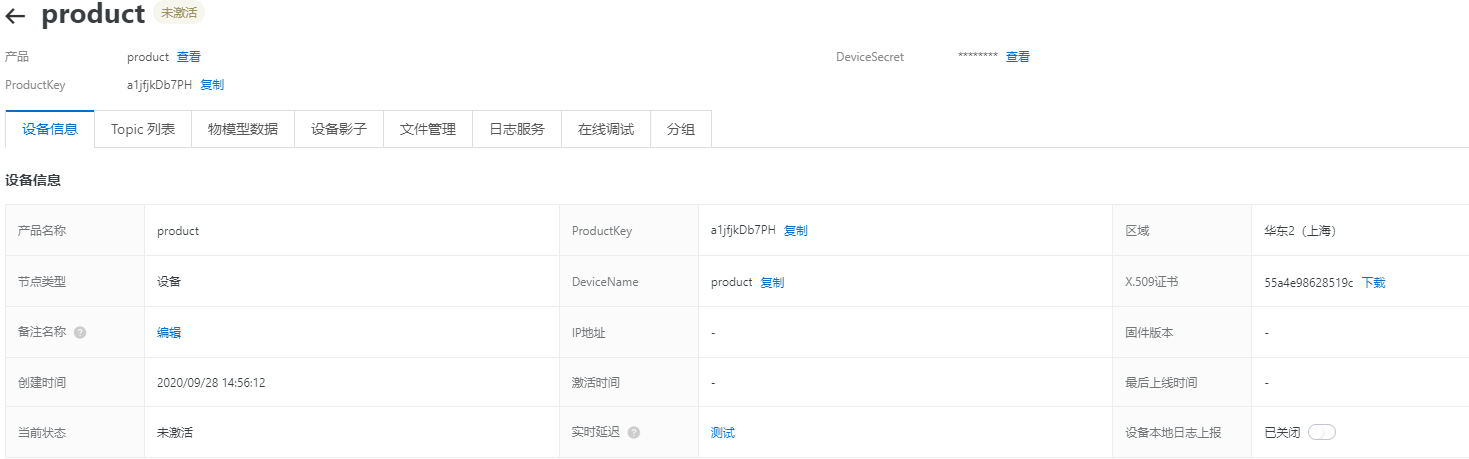 product 未激活
产品 product 查看 DeviceSecret ******** 查看
ProductKey a1jfjkDb7PH 复制
设备信息 Topic 列表 物模型数据 设备影子 文件管理 日志服务 在线调试 分组
设备信息
产品名称 product ProductKey a1jfjkDb7PH 复制 区域 华东2（上海）
节点类型 设备 DeviceName product 复制 X.509证书 55a4e98628519c 下载
备注名称 ? 编辑 IP地址 - 固件版本 -
创建时间 2020/09/28 14:56:12 激活时间 - 最后上线时间 -
当前状态 未激活 实时延迟 ? 测试 设备本地日志上报 已关闭